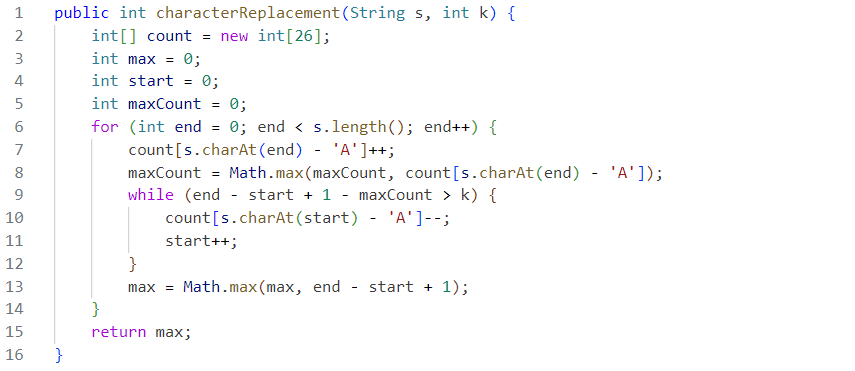 1 public int characterReplacement(String s, int k) {
2     int[] count = new int[26];
3     int max = 0;
4     int start = 0;
5     int maxCount = 0;
6     for (int end = 0; end < s.length(); end++) {
7         count[s.charAt(end) - 'A']++;
8         maxCount = Math.max(maxCount, count[s.charAt(end) - 'A']);
9         while (end - start + 1 - maxCount > k) {
10             count[s.charAt(start) - 'A']--;
11             start++;
12         }
13         max = Math.max(max, end - start + 1);
14     }
15     return max;
16 }